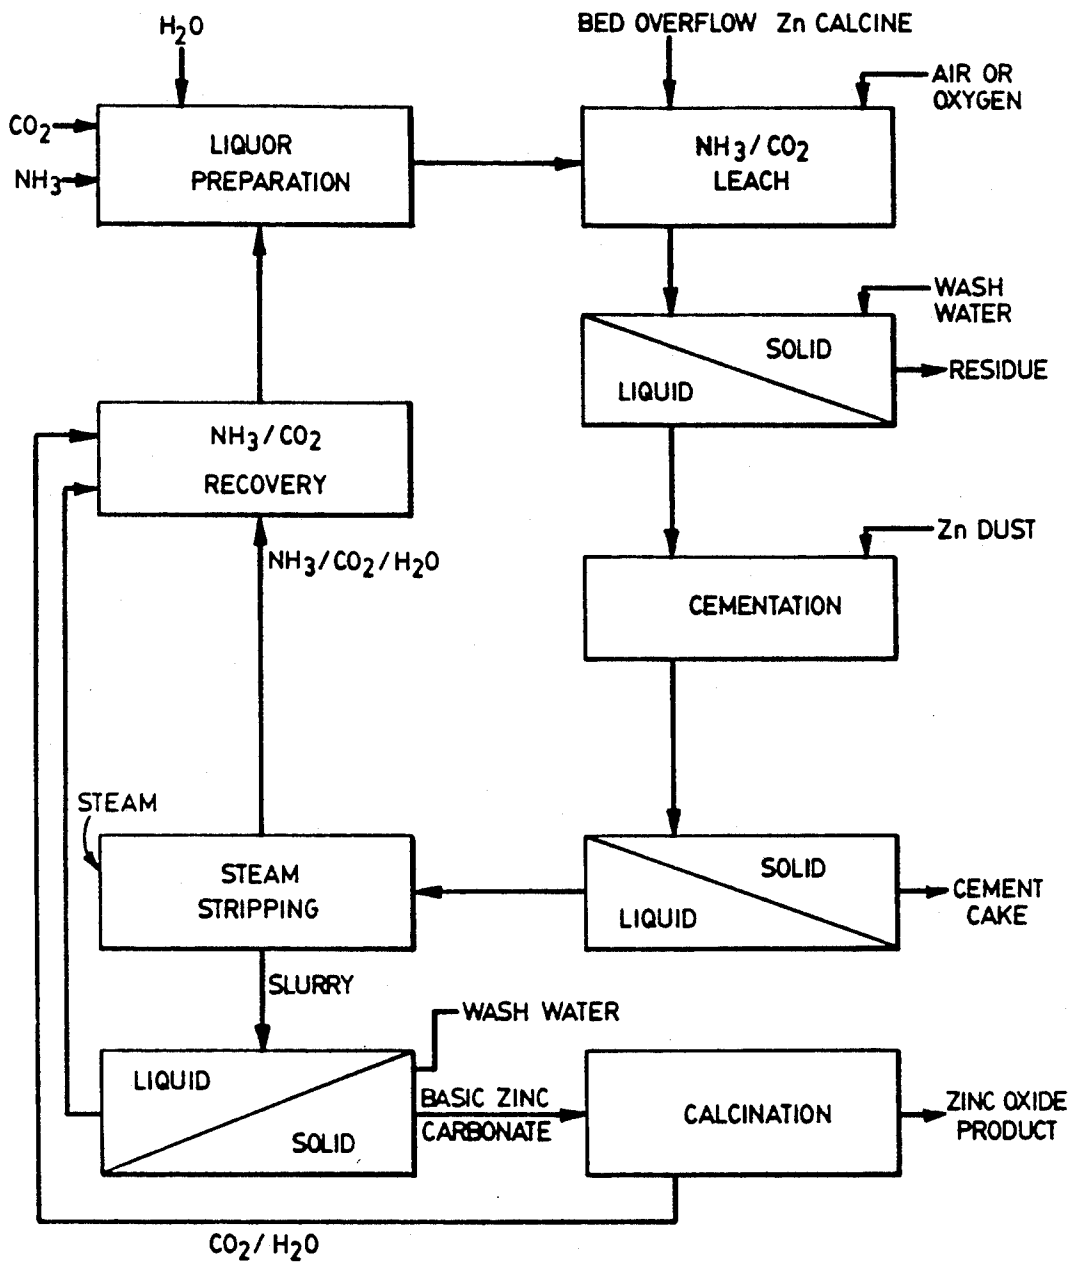 H₂O
BED OVERFLOW Zn CALCINE
AIR OR
OXYGEN
CO₂
NH₃
LIQUOR
PREPARATION
NH₃/CO₂
LEACH
WASH
WATER
SOLID
LIQUID
RESIDUE
NH₃/CO₂
RECOVERY
NH₃/CO₂/H₂O
Zn DUST
CEMENTATION
STEAM
STEAM
STRIPPING
SOLID
LIQUID
CEMENT
CAKE
SLURRY
WASH WATER
LIQUID
SOLID
BASIC ZINC
CARBONATE
CALCINATION
ZINC OXIDE
PRODUCT
CO₂/H₂O